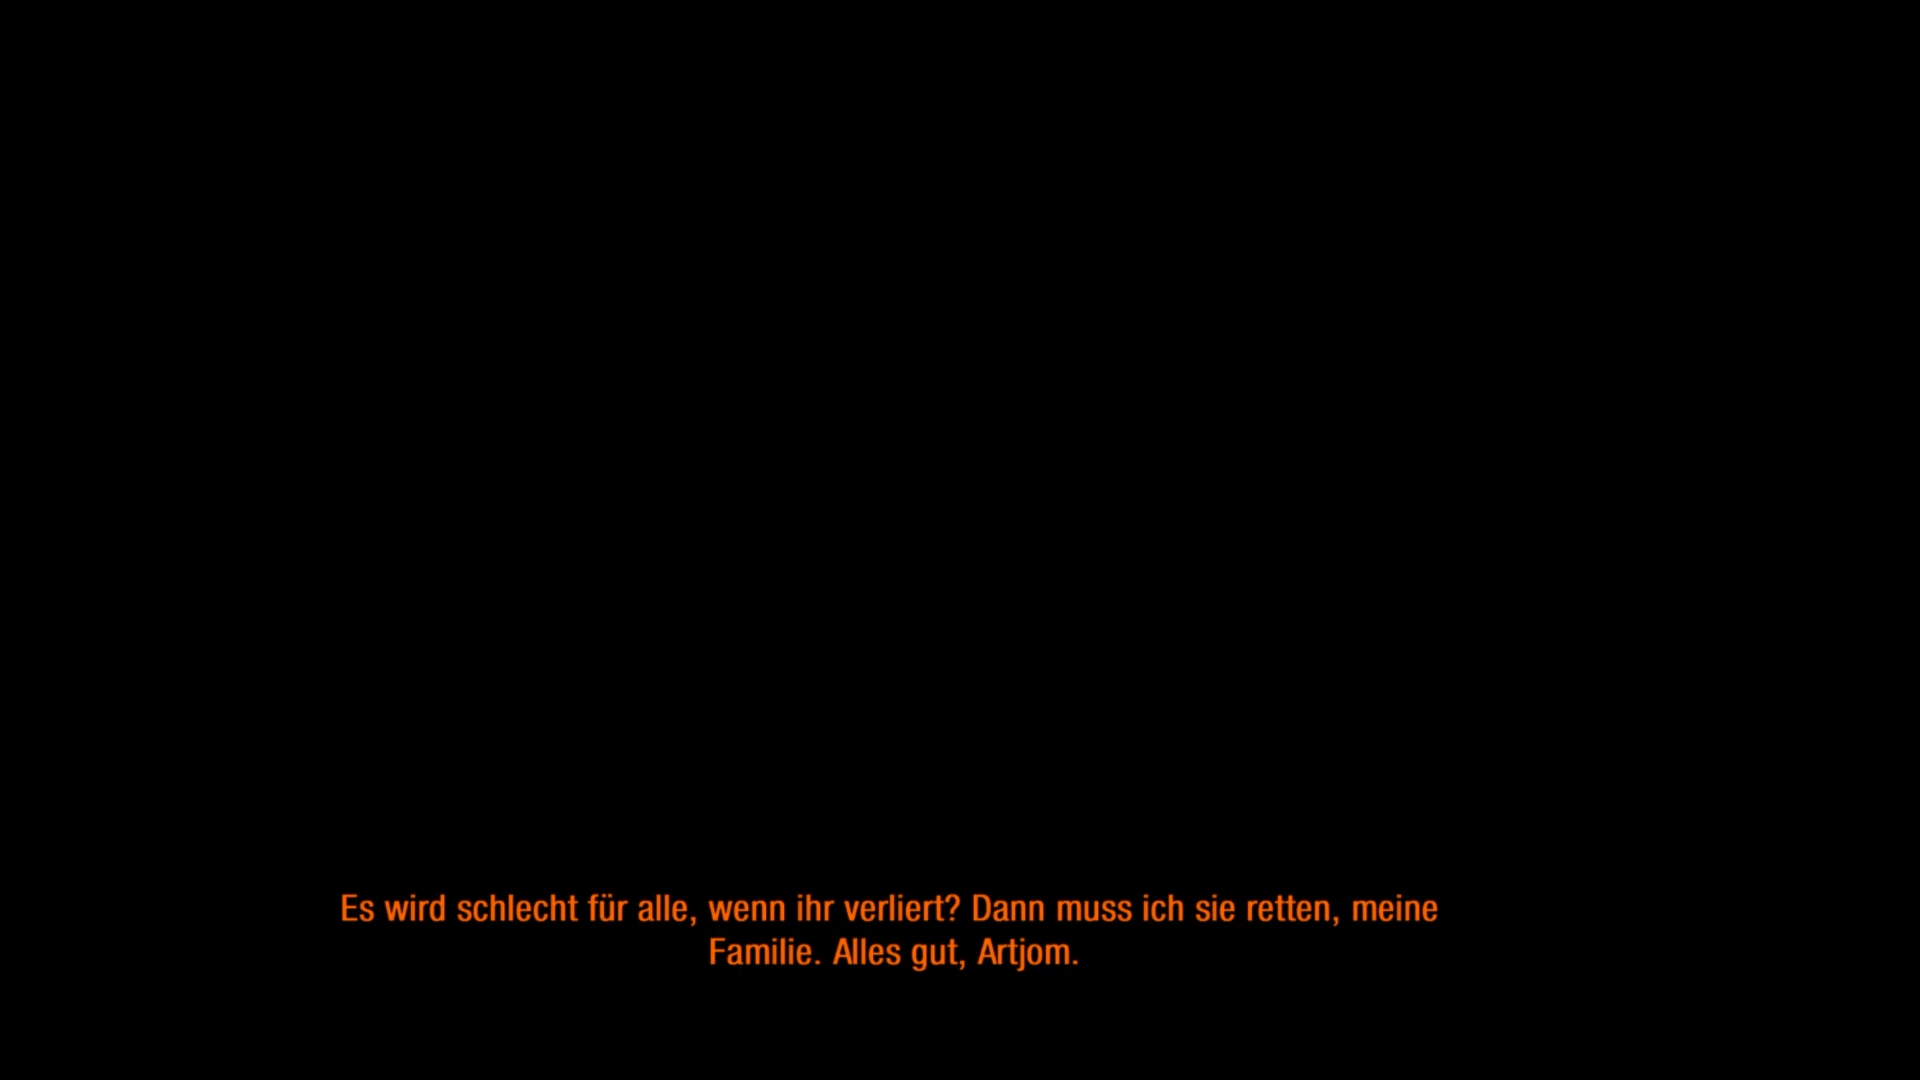 Es wird schlecht für alle, wenn ihr verliert? Dann muss ich sie retten, meine
Familie. Alles gut, Artjom.